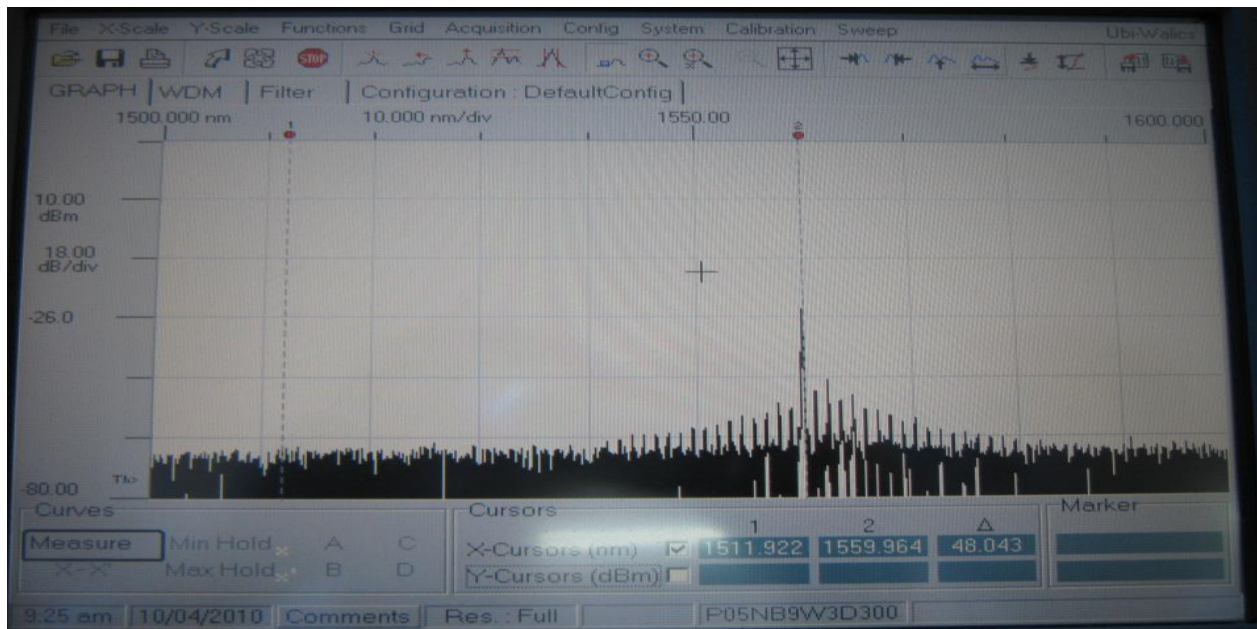 File X-Scale Y-Scale Functions Grid Acquisition Config System Calibration Sweep Ubi-Walics
STOP
GRAPH WDM Filter Configuration : DefaultConfig
1500.000 nm 10.000 nm/div 1550.00 1600.000
1 2
10.00
dBm
18.00
dB/div
-26.0
-80.00
Curves Cursors Marker
1 2 Δ
Measure Min Hold A C X-Cursors (nm) 1511.922 1559.964 48.043
X-X' Max Hold B D Y-Cursors (dBm)
9:25 am 10/04/2010 Comments Res. : Full P05NB9W3D300